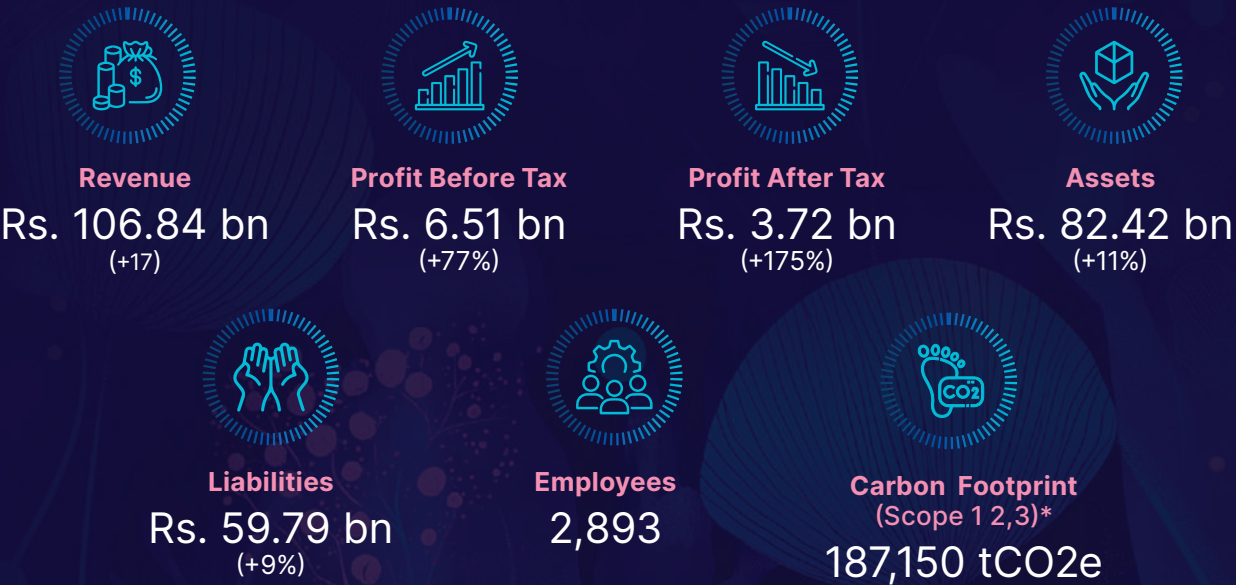 $
Revenue
Rs. 106.84 bn
(+17)
Profit Before Tax
Rs. 6.51 bn
(+77%)
Profit After Tax
Rs. 3.72 bn
(+175%)
Assets
Rs. 82.42 bn
(+11%)
Liabilities
Rs. 59.79 bn
(+9%)
Employees
2,893
CO2
Carbon Footprint
(Scope 1 2,3)*
187,150 tCO2e